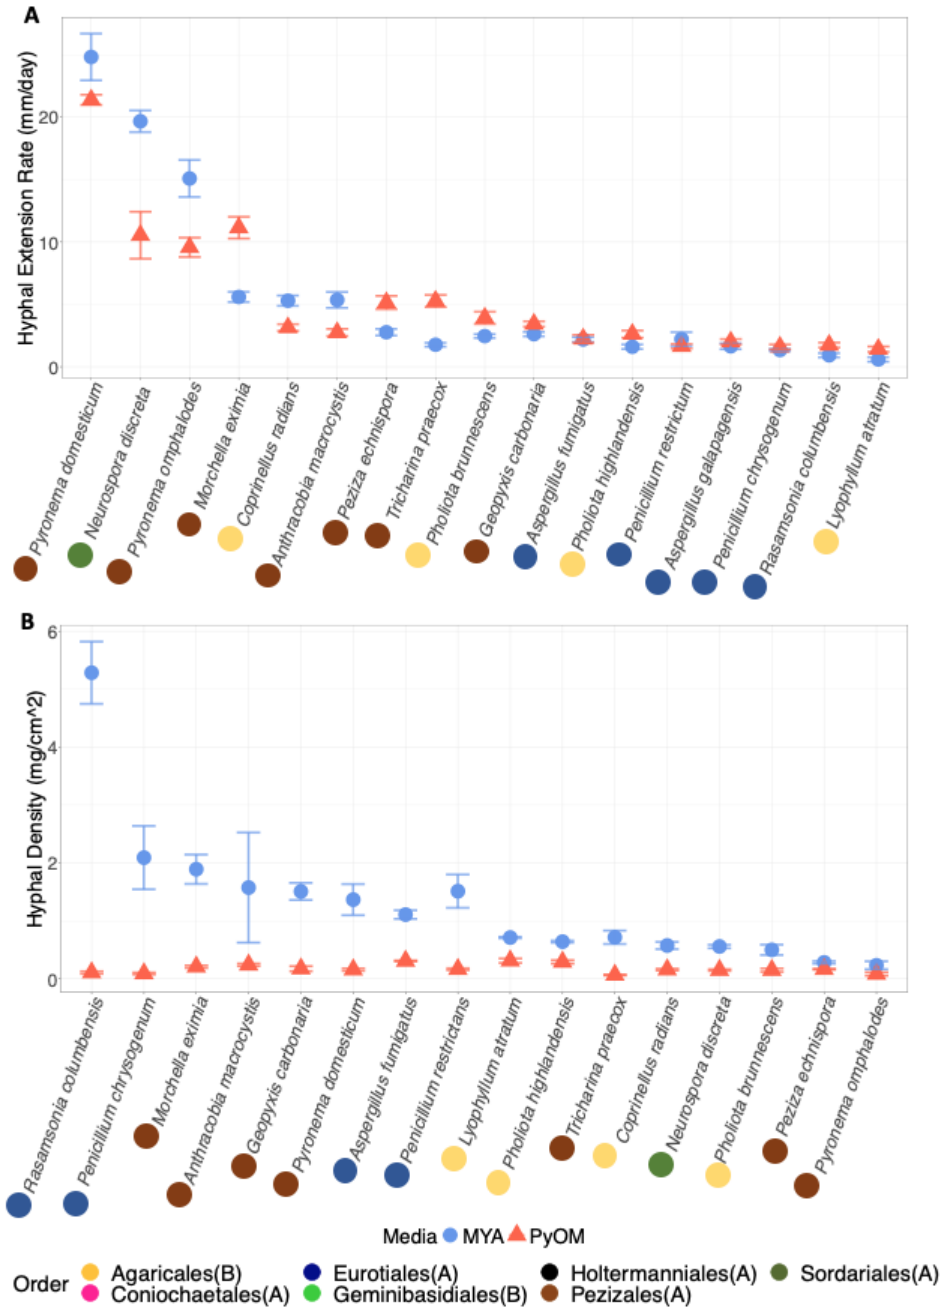 A
Hyphal Extension Rate (mm/day)
20
10
0
Pyronema domesticum
Neurospora discreta
Pyronema omphalodes
Morchella eximia
Coprinellus radians
Anthracobia macrocystis
Peziza echnispora
Tricharina praecox
Pholiota brunnescens
Geopyxis carbonaria
Aspergillus fumigatus
Pholiota highlandensis
Penicillium restrictum
Aspergillus galapagensis
Penicillium chrysogenum
Rasamsonia columbensis
Lyophyllum atratum
B
Hyphal Density (mg/cm^2)
6
4
2
0
Rasamsonia columbensis
Penicillium chrysogenum
Morchella eximia
Anthracobia macrocystis
Geopyxis carbonaria
Pyronema domesticum
Aspergillus fumigatus
Penicillium restrictans
Lyophyllum atratum
Pholiota highlandensis
Tricharina praecox
Coprinellus radians
Neurospora discreta
Pholiota brunnescens
Peziza echnispora
Pyronema omphalodes
Media MYA PyOM
Order Agaricales(B) Eurotiales(A) Holtermanniales(A) Sordariales(A)
Coniochaetales(A) Geminibasidiales(B) Pezizales(A)